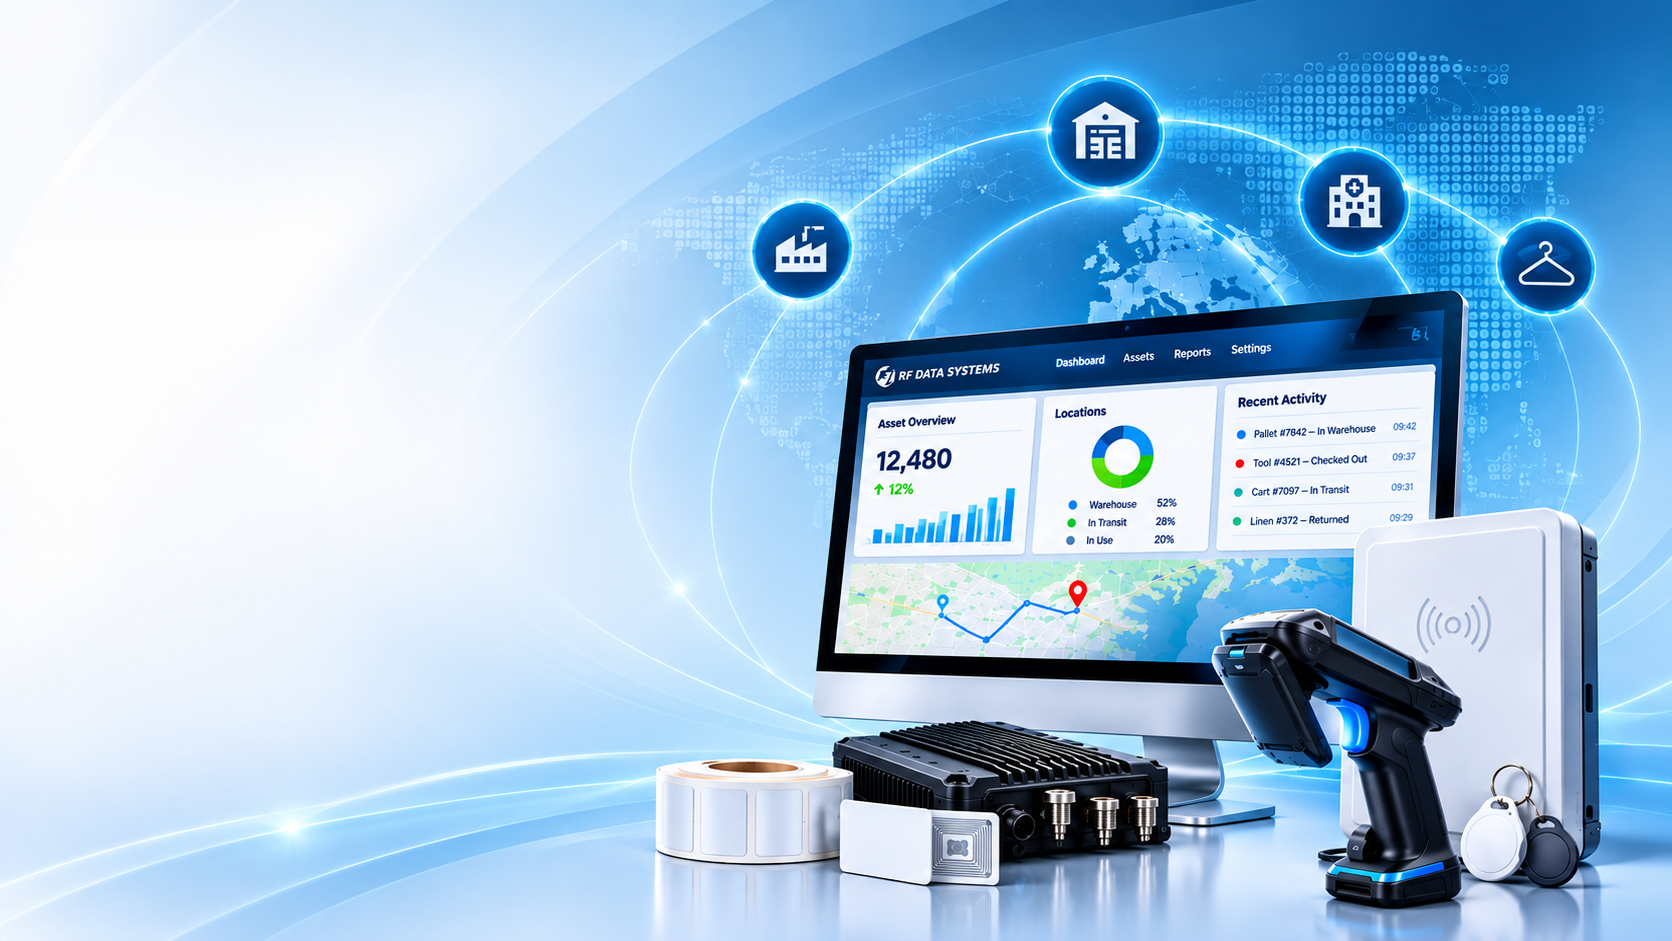 RF DATA SYSTEMS
Dashboard
Assets
Reports
Settings
Asset Overview
12,480
↑ 12%
Locations
Warehouse 52%
In Transit 28%
In Use 20%
Recent Activity
Pallet #7842 – In Warehouse 09:42
Tool #4521 – Checked Out 09:37
Cart #7097 – In Transit 09:31
Linen #372 – Returned 09:29